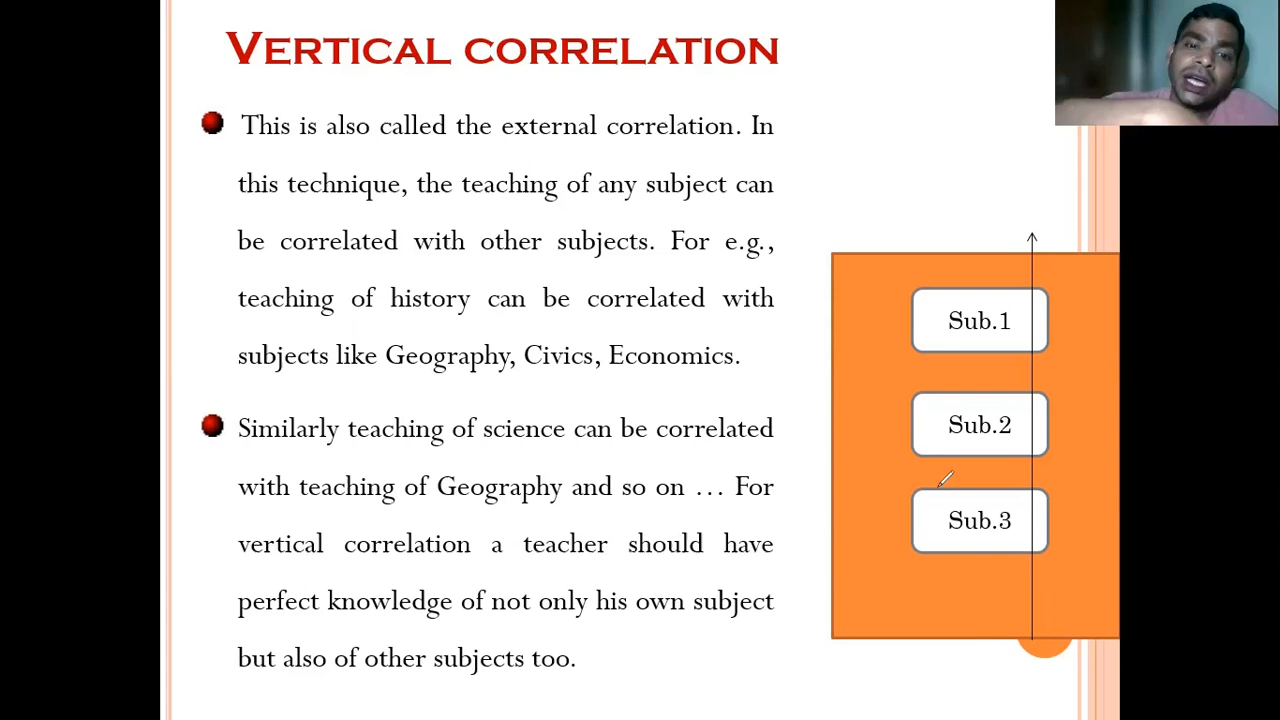 VERTICAL CORRELATION
This is also called the external correlation. In
this technique, the teaching of any subject can
be correlated with other subjects. For e.g.,
teaching of history can be correlated with
subjects like Geography, Civics, Economics.
Similarly teaching of science can be correlated
with teaching of Geography and so on … For
vertical correlation a teacher should have
perfect knowledge of not only his own subject
but also of other subjects too.
Sub.1
Sub.2
Sub.3